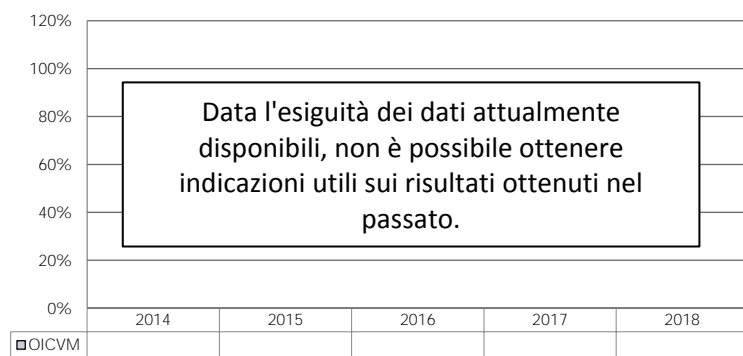 120%
100%
80%
60%
40%
20%
0%
Data l'esiguità dei dati attualmente
disponibili, non è possibile ottenere
indicazioni utili sui risultati ottenuti nel
passato.
2014 2015 2016 2017 2018
OICVM